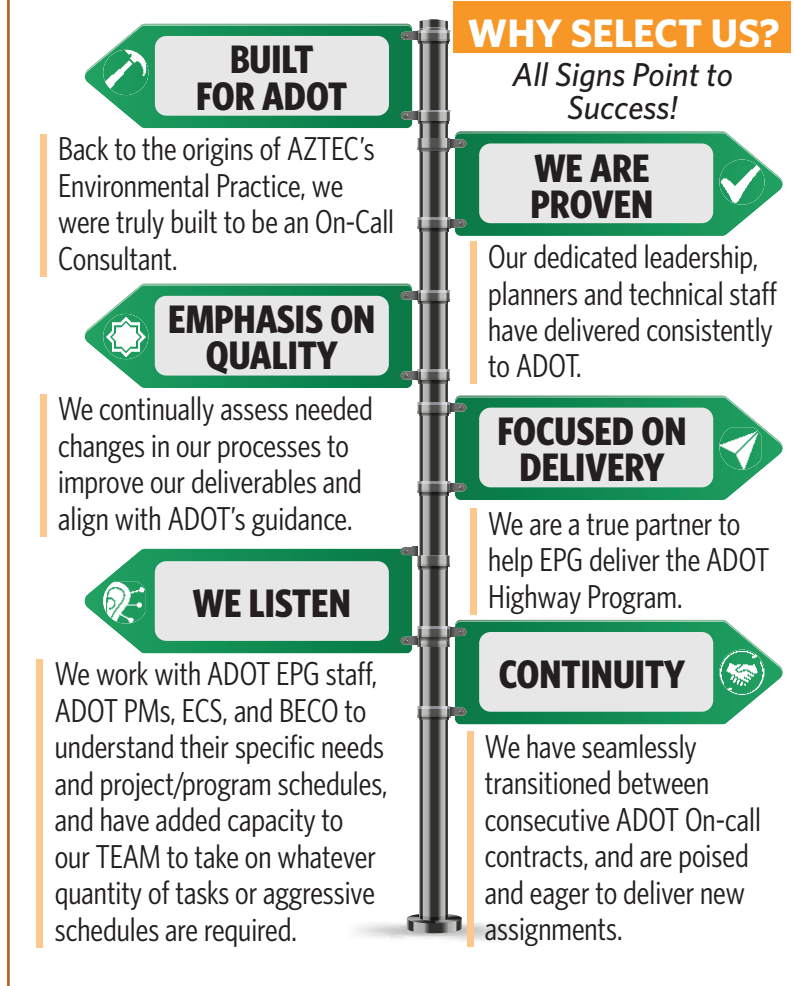 WHY SELECT US?
All Signs Point to
Success!
BUILT
FOR ADOT
Back to the origins of AZTEC's
Environmental Practice, we
were truly built to be an On-Call
Consultant.
WE ARE
PROVEN
Our dedicated leadership,
planners and technical staff
have delivered consistently
to ADOT.
EMPHASIS ON
QUALITY
We continually assess needed
changes in our processes to
improve our deliverables and
align with ADOT's guidance.
FOCUSED ON
DELIVERY
We are a true partner to
help EPG deliver the ADOT
Highway Program.
WE LISTEN
We work with ADOT EPG staff,
ADOT PMs, ECS, and BECO to
understand their specific needs
and project/program schedules,
and have added capacity to
our TEAM to take on whatever
quantity of tasks or aggressive
schedules are required.
CONTINUITY
We have seamlessly
transitioned between
consecutive ADOT On-call
contracts, and are poised
and eager to deliver new
assignments.